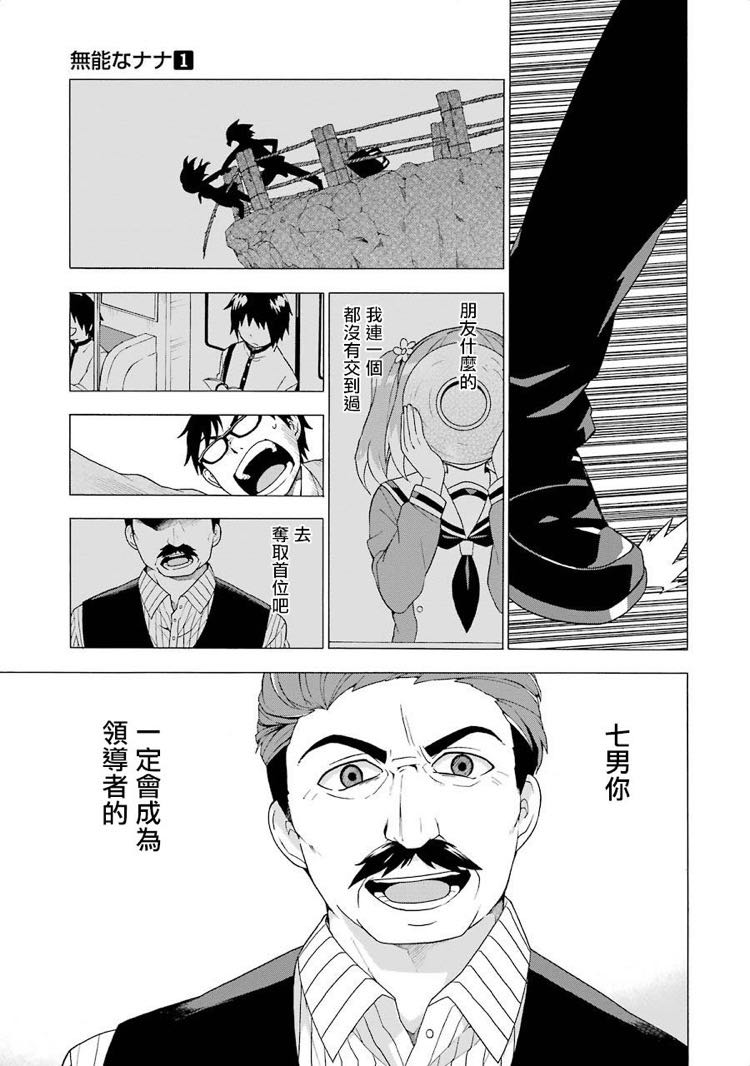 無能なナナ1
朋友什麼的
我連一個
都沒有交到過
去
奪取首位吧
七男你
一定會成為
領導者的